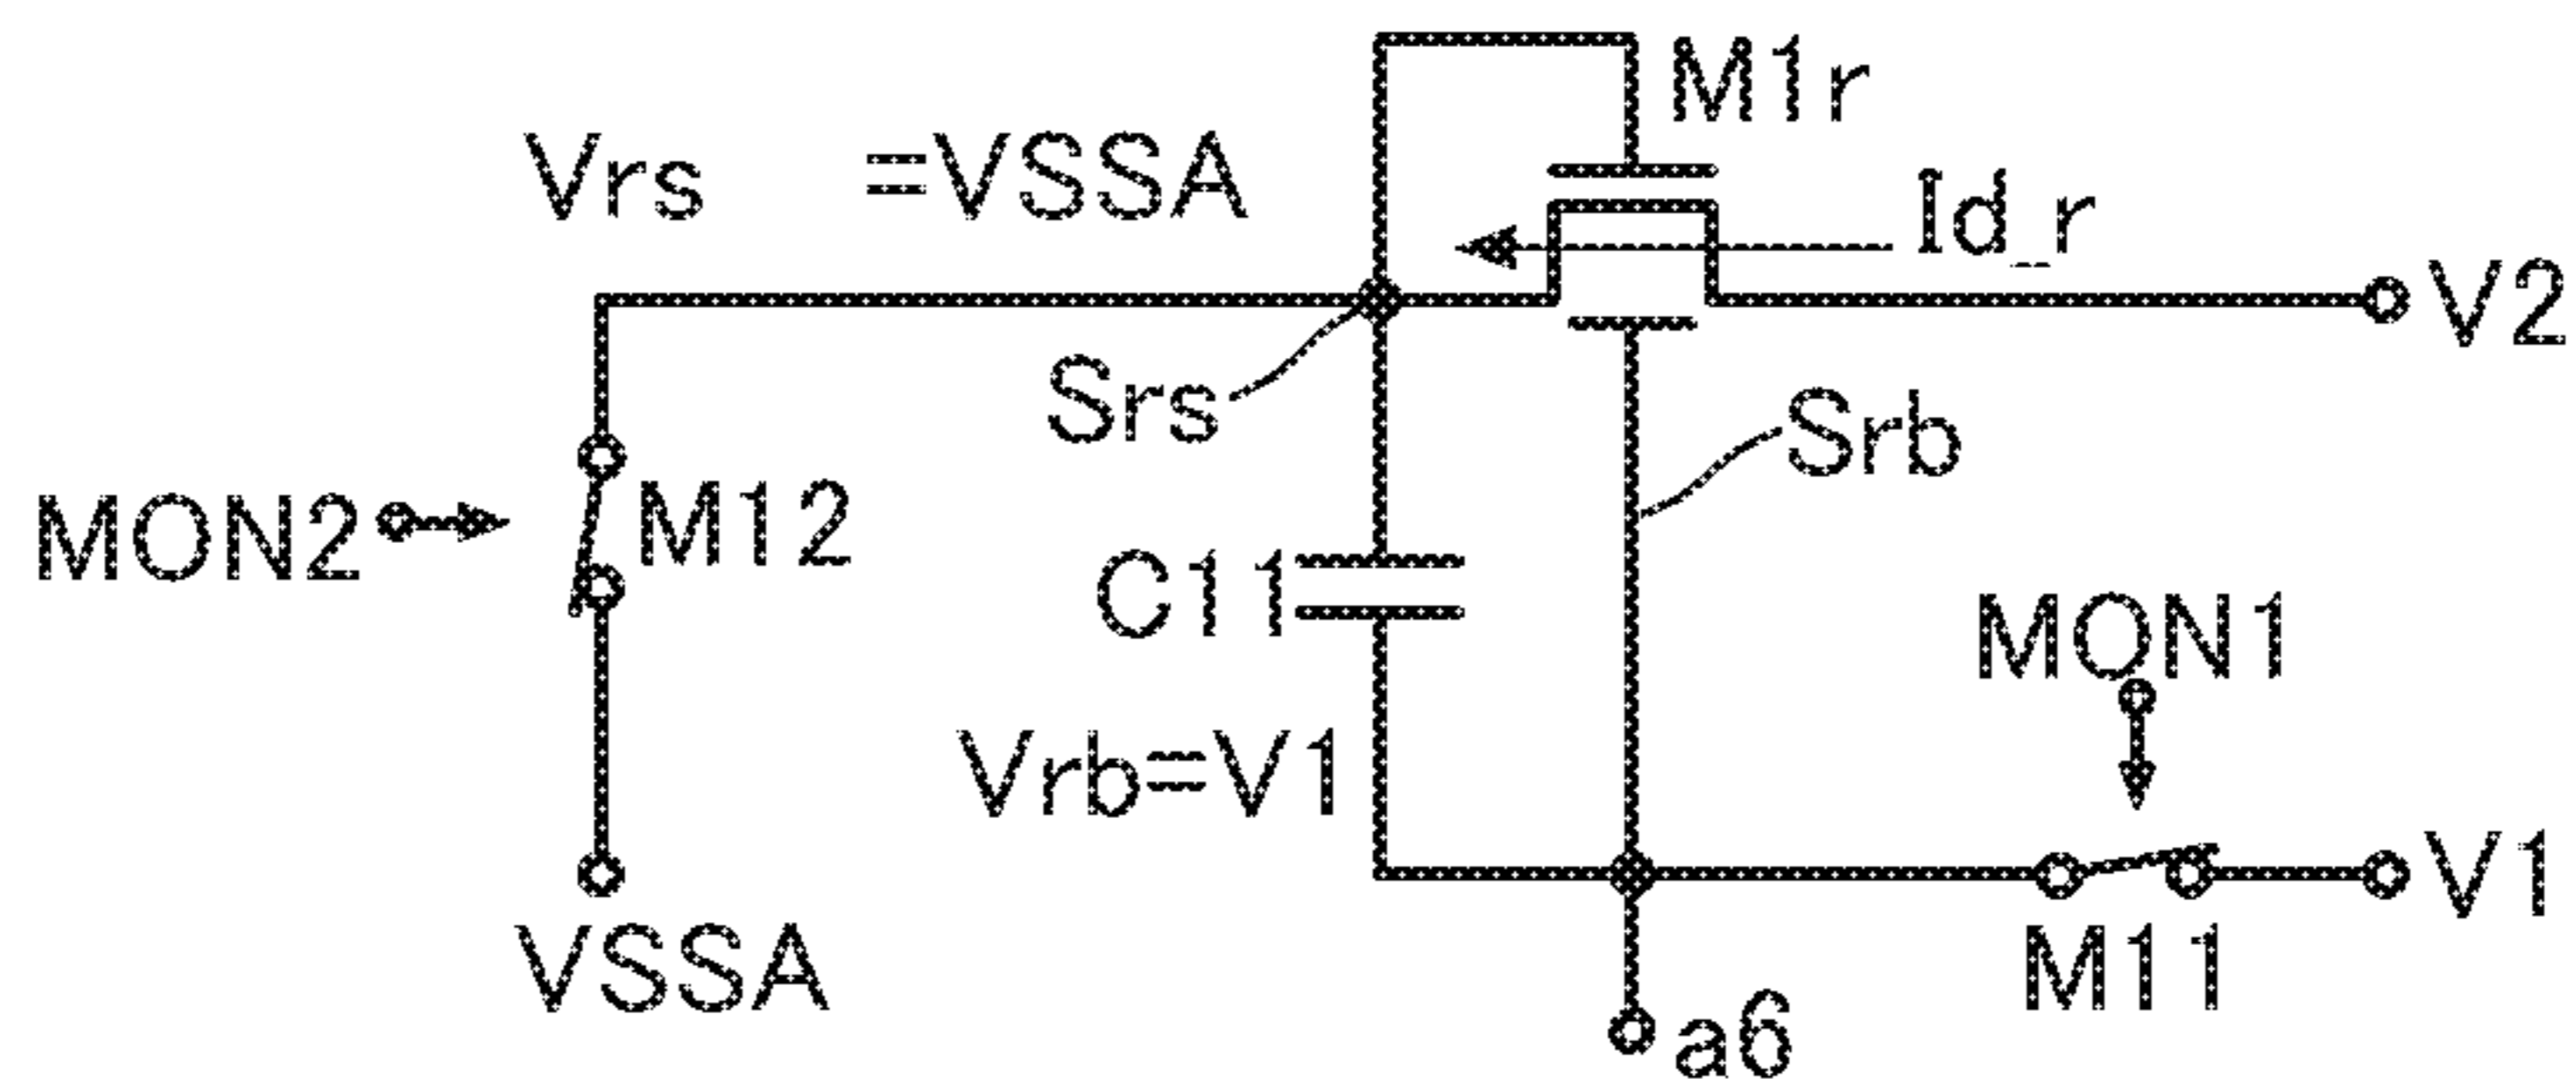 M1r
Vrs =VSSA
Id_r
V2
Srs
Srb
MON2
M12
C11
MON1
Vrb=V1
V1
VSSA
M11
a6